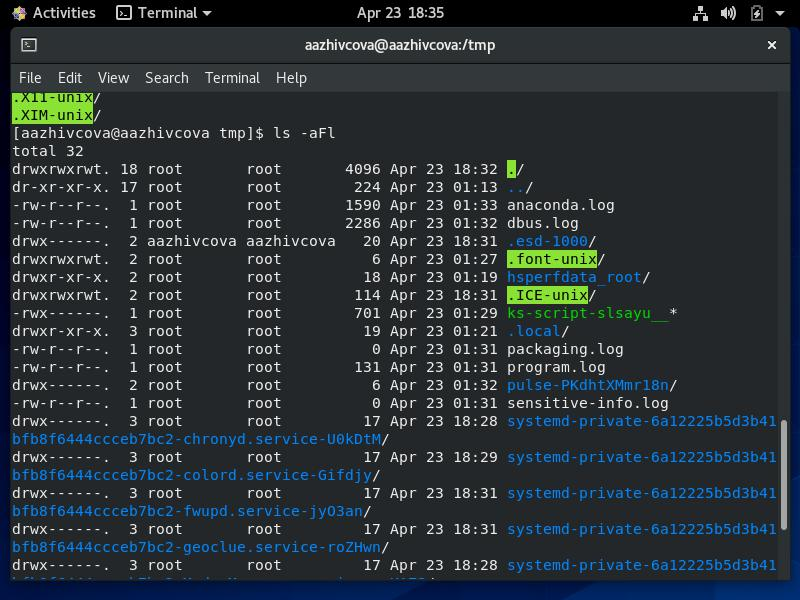 Activities Terminal Apr 23 18:35
aazhivcova@aazhivcova:/tmp ×
File Edit View Search Terminal Help
.X11-unix/
.XIM-unix/
[aazhivcova@aazhivcova tmp]$ ls -aFl
total 32
drwxrwxrwt. 18 root       root       4096 Apr 23 18:32 ./
dr-xr-xr-x. 17 root       root        224 Apr 23 01:13 ../
-rw-r--r--.  1 root       root       1590 Apr 23 01:33 anaconda.log
-rw-r--r--.  1 root       root       2286 Apr 23 01:32 dbus.log
drwx------.  2 aazhivcova aazhivcova   20 Apr 23 18:31 .esd-1000/
drwxrwxrwt.  2 root       root          6 Apr 23 01:27 .font-unix/
drwxr-xr-x.  2 root       root         18 Apr 23 01:19 hsperfdata_root/
drwxrwxrwt.  2 root       root        114 Apr 23 18:31 .ICE-unix/
-rwx------.  1 root       root        701 Apr 23 01:29 ks-script-slsayu__*
drwxr-xr-x.  3 root       root         19 Apr 23 01:21 .local/
-rw-r--r--.  1 root       root          0 Apr 23 01:31 packaging.log
-rw-r--r--.  1 root       root        131 Apr 23 01:31 program.log
drwx------.  2 root       root          6 Apr 23 01:32 pulse-PKdhtXMmr18n/
-rw-r--r--.  1 root       root          0 Apr 23 01:31 sensitive-info.log
drwx------.  3 root       root         17 Apr 23 18:28 systemd-private-6a12225b5d3b41
bfb8f6444ccceb7bc2-chronyd.service-U0kDtM/
drwx------.  3 root       root         17 Apr 23 18:29 systemd-private-6a12225b5d3b41
bfb8f6444ccceb7bc2-colord.service-Gifdjy/
drwx------.  3 root       root         17 Apr 23 18:31 systemd-private-6a12225b5d3b41
bfb8f6444ccceb7bc2-fwupd.service-jyO3an/
drwx------.  3 root       root         17 Apr 23 18:31 systemd-private-6a12225b5d3b41
bfb8f6444ccceb7bc2-geoclue.service-roZHwn/
drwx------.  3 root       root         17 Apr 23 18:28 systemd-private-6a12225b5d3b41